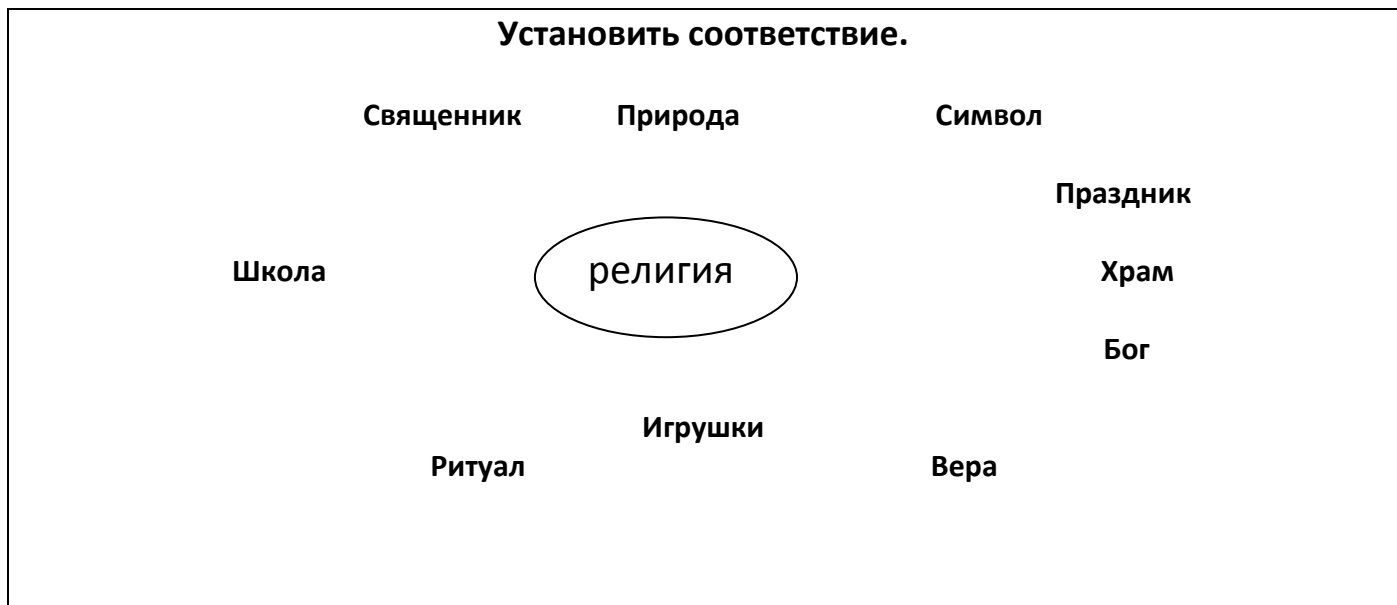 Установить соответствие.
Священник Природа Символ
Праздник
Школа религия Храм
Бог
Игрушки
Ритуал Вера